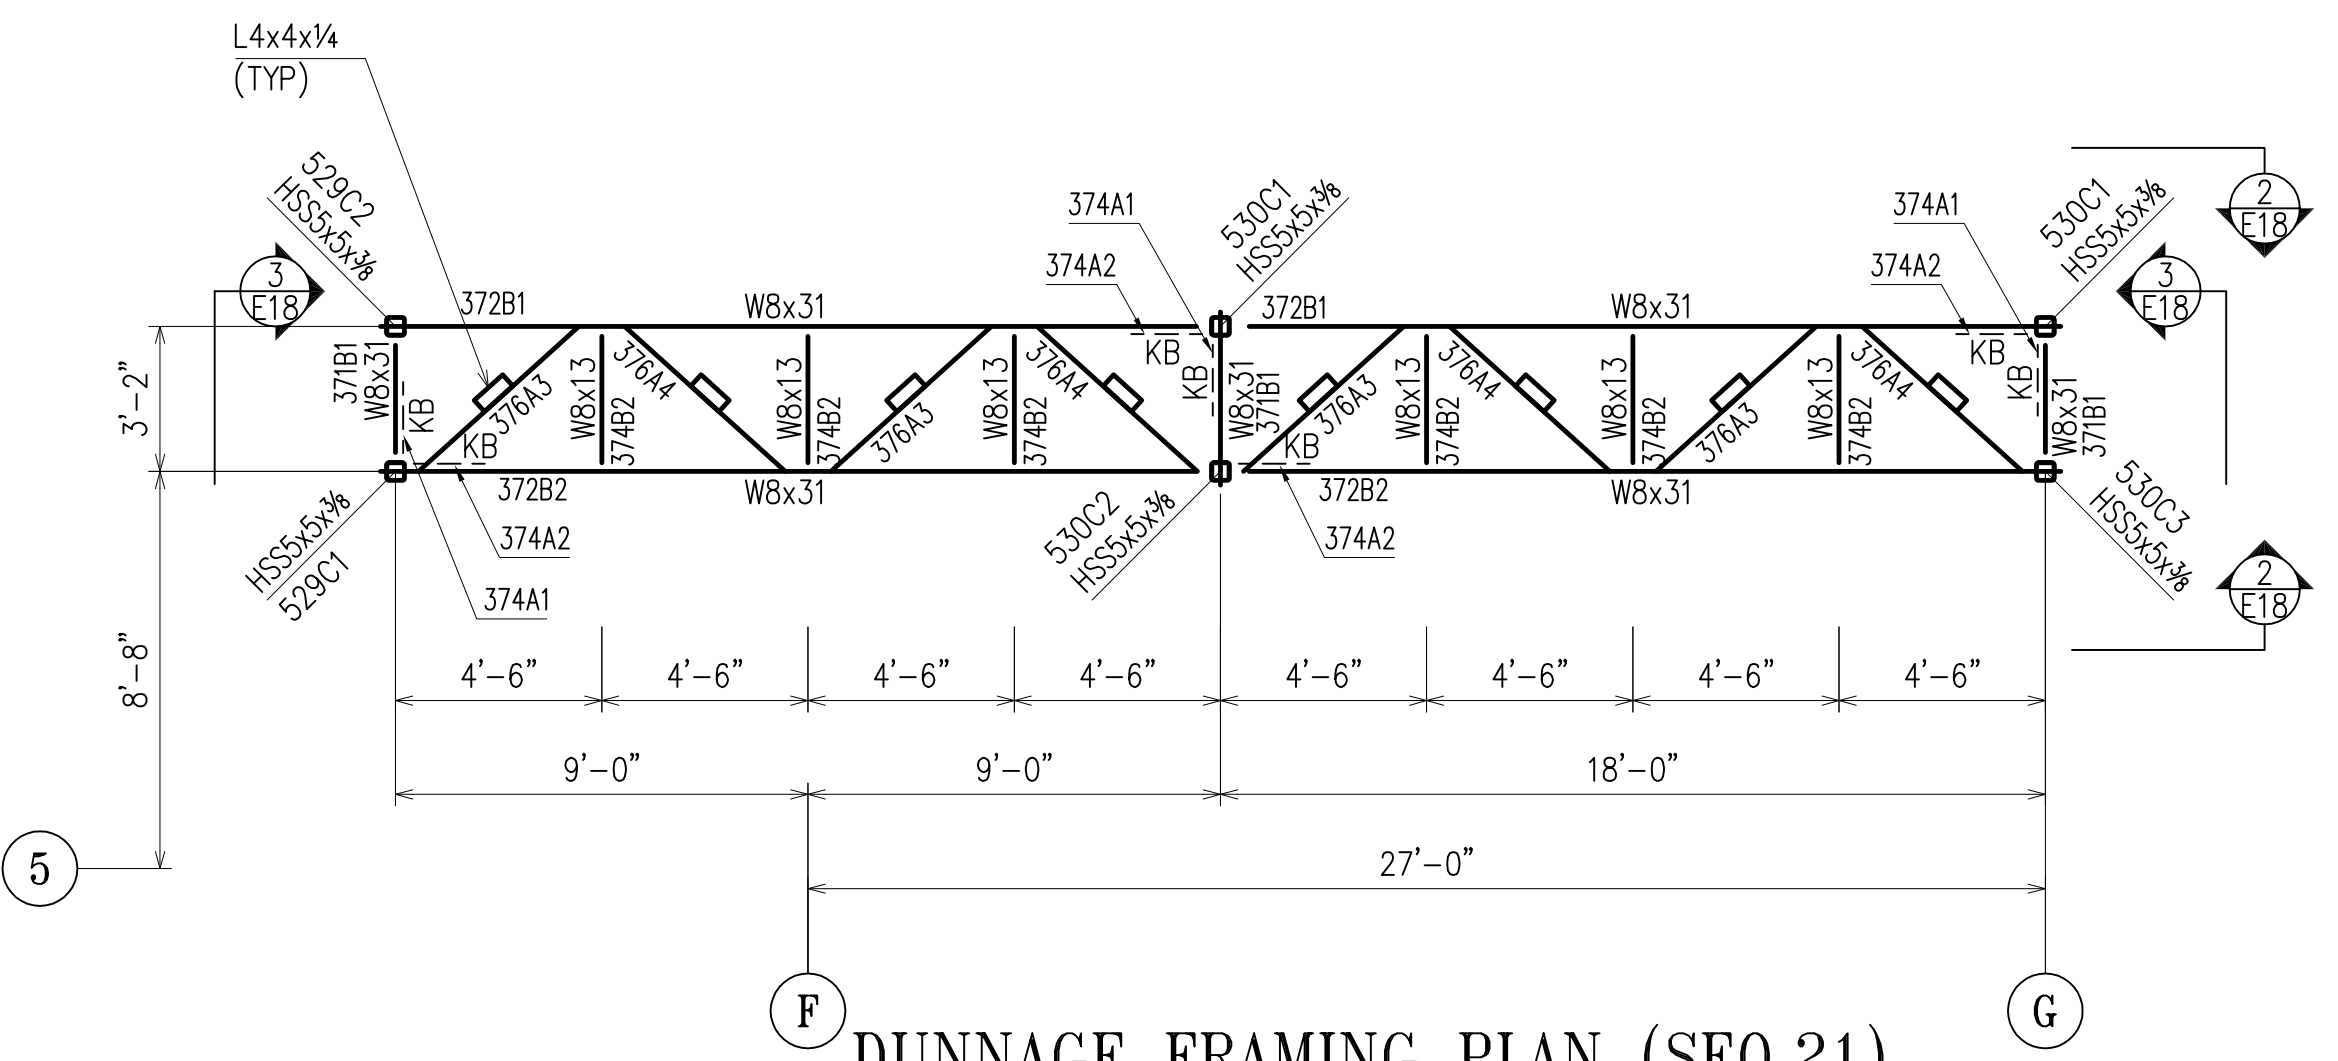 L4x4x¼
(TYP)
529C2
HSS5x5x⅜
374A1
530C1
HSS5x5x⅜
374A2
374A1
530C1
HSS5x5x⅜
374A2
2
E18
3
E18
3
E18
372B1
W8x31
372B1
W8x31
KB
KB
KB
KB
3'-2"
371B1
W8x31
KB
376A3
W8x13
374B2
376A4
W8x13
374B2
376A3
W8x13
374B2
376A4
W8x31
371B1
376A3
W8x13
374B2
376A4
W8x13
374B2
376A3
W8x13
374B2
376A4
W8x31
371B1
KB
KB
372B2
W8x31
372B2
W8x31
HSS5x5x⅜
529C1
374A2
374A1
530C2
HSS5x5x⅜
374A2
530C3
HSS5x5x⅜
2
E18
8'-8"
4'-6"
4'-6"
4'-6"
4'-6"
4'-6"
4'-6"
4'-6"
4'-6"
9'-0"
9'-0"
18'-0"
27'-0"
5
F
G
DUNNAGE FRAMING PLAN (SEQ.21)